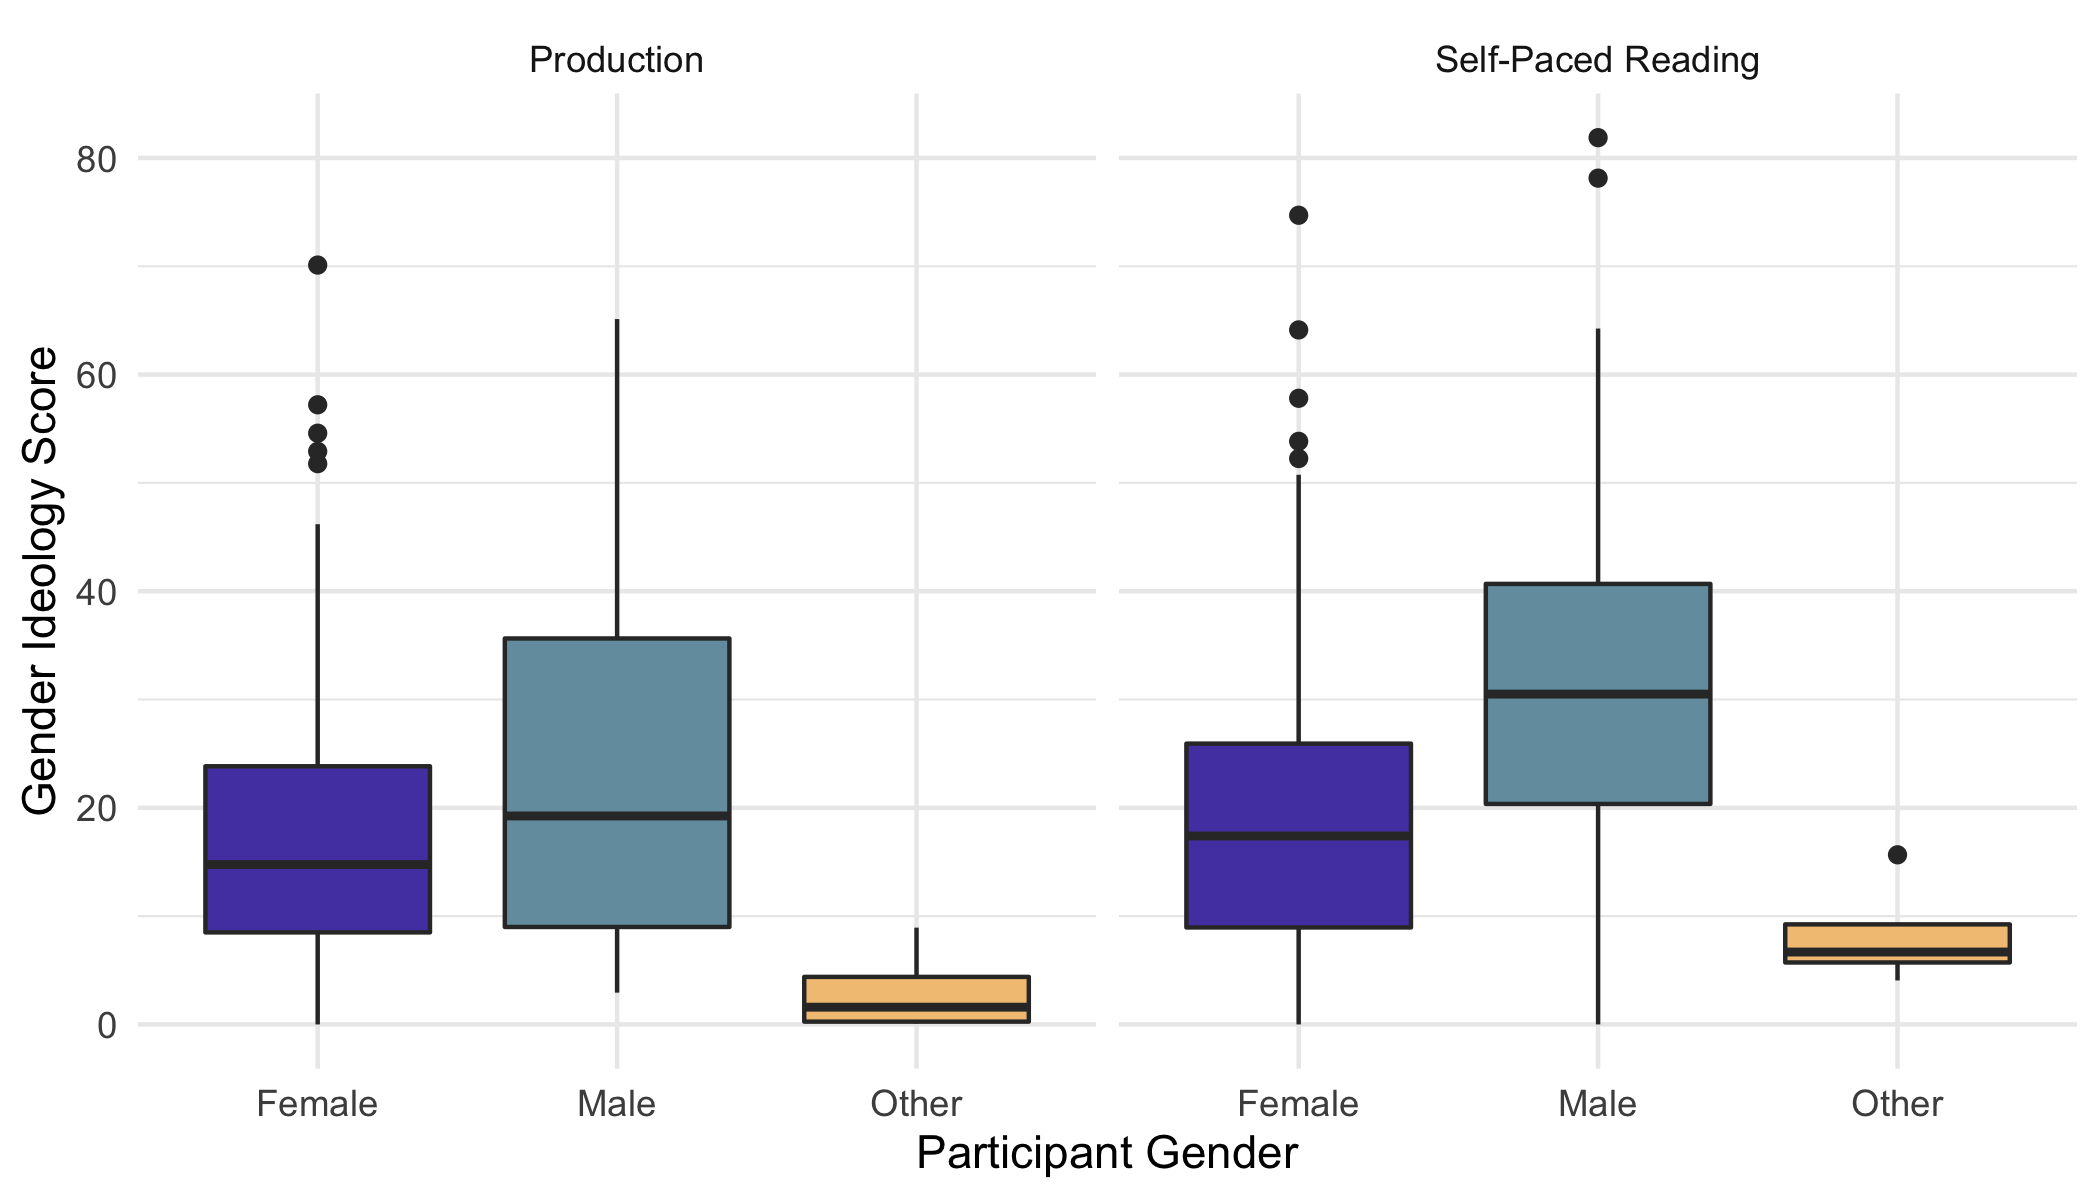 Production
Self-Paced Reading
Gender Ideology Score
80
60
40
20
0
Female
Male
Other
Female
Male
Other
Participant Gender